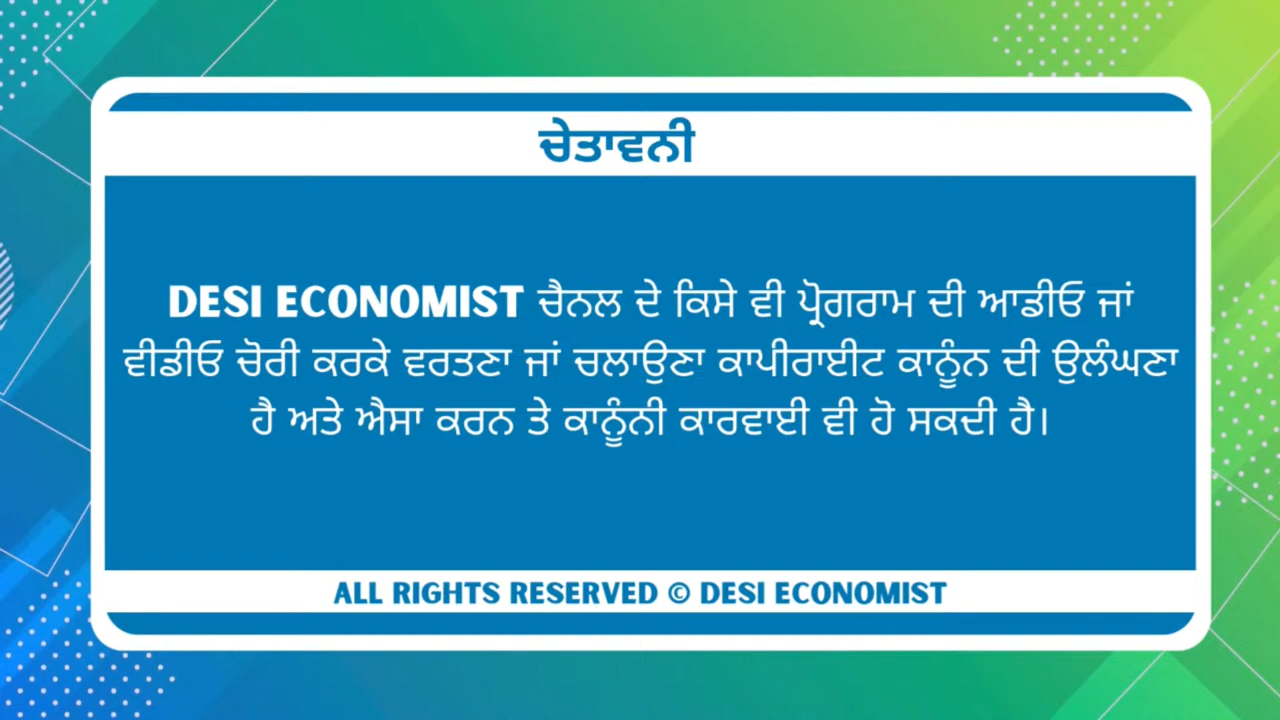 ਚੇਤਾਵਨੀ
DESI ECONOMIST ਚੈਨਲ ਦੇ ਕਿਸੇ ਵੀ ਪ੍ਰੋਗਰਾਮ ਦੀ ਆਡੀਓ ਜਾਂ
ਵੀਡੀਓ ਚੋਰੀ ਕਰਕੇ ਵਰਤਣਾ ਜਾਂ ਚਲਾਉਣਾ ਕਾਪੀਰਾਈਟ ਕਾਨੂੰਨ ਦੀ ਉਲੰਘਣਾ
ਹੈ ਅਤੇ ਐਸਾ ਕਰਨ ਤੇ ਕਾਨੂੰਨੀ ਕਾਰਵਾਈ ਵੀ ਹੋ ਸਕਦੀ ਹੈ।
ALL RIGHTS RESERVED © DESI ECONOMIST